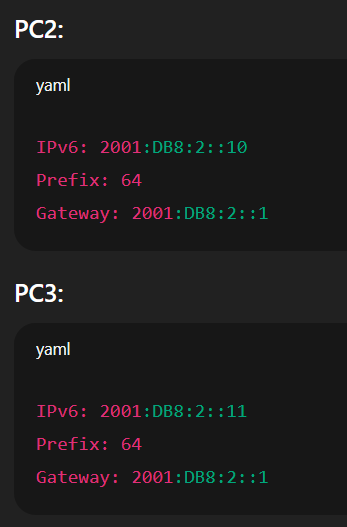 PC2:
yaml
IPv6: 2001:DB8:2::10
Prefix: 64
Gateway: 2001:DB8:2::1
PC3:
yaml
IPv6: 2001:DB8:2::11
Prefix: 64
Gateway: 2001:DB8:2::1